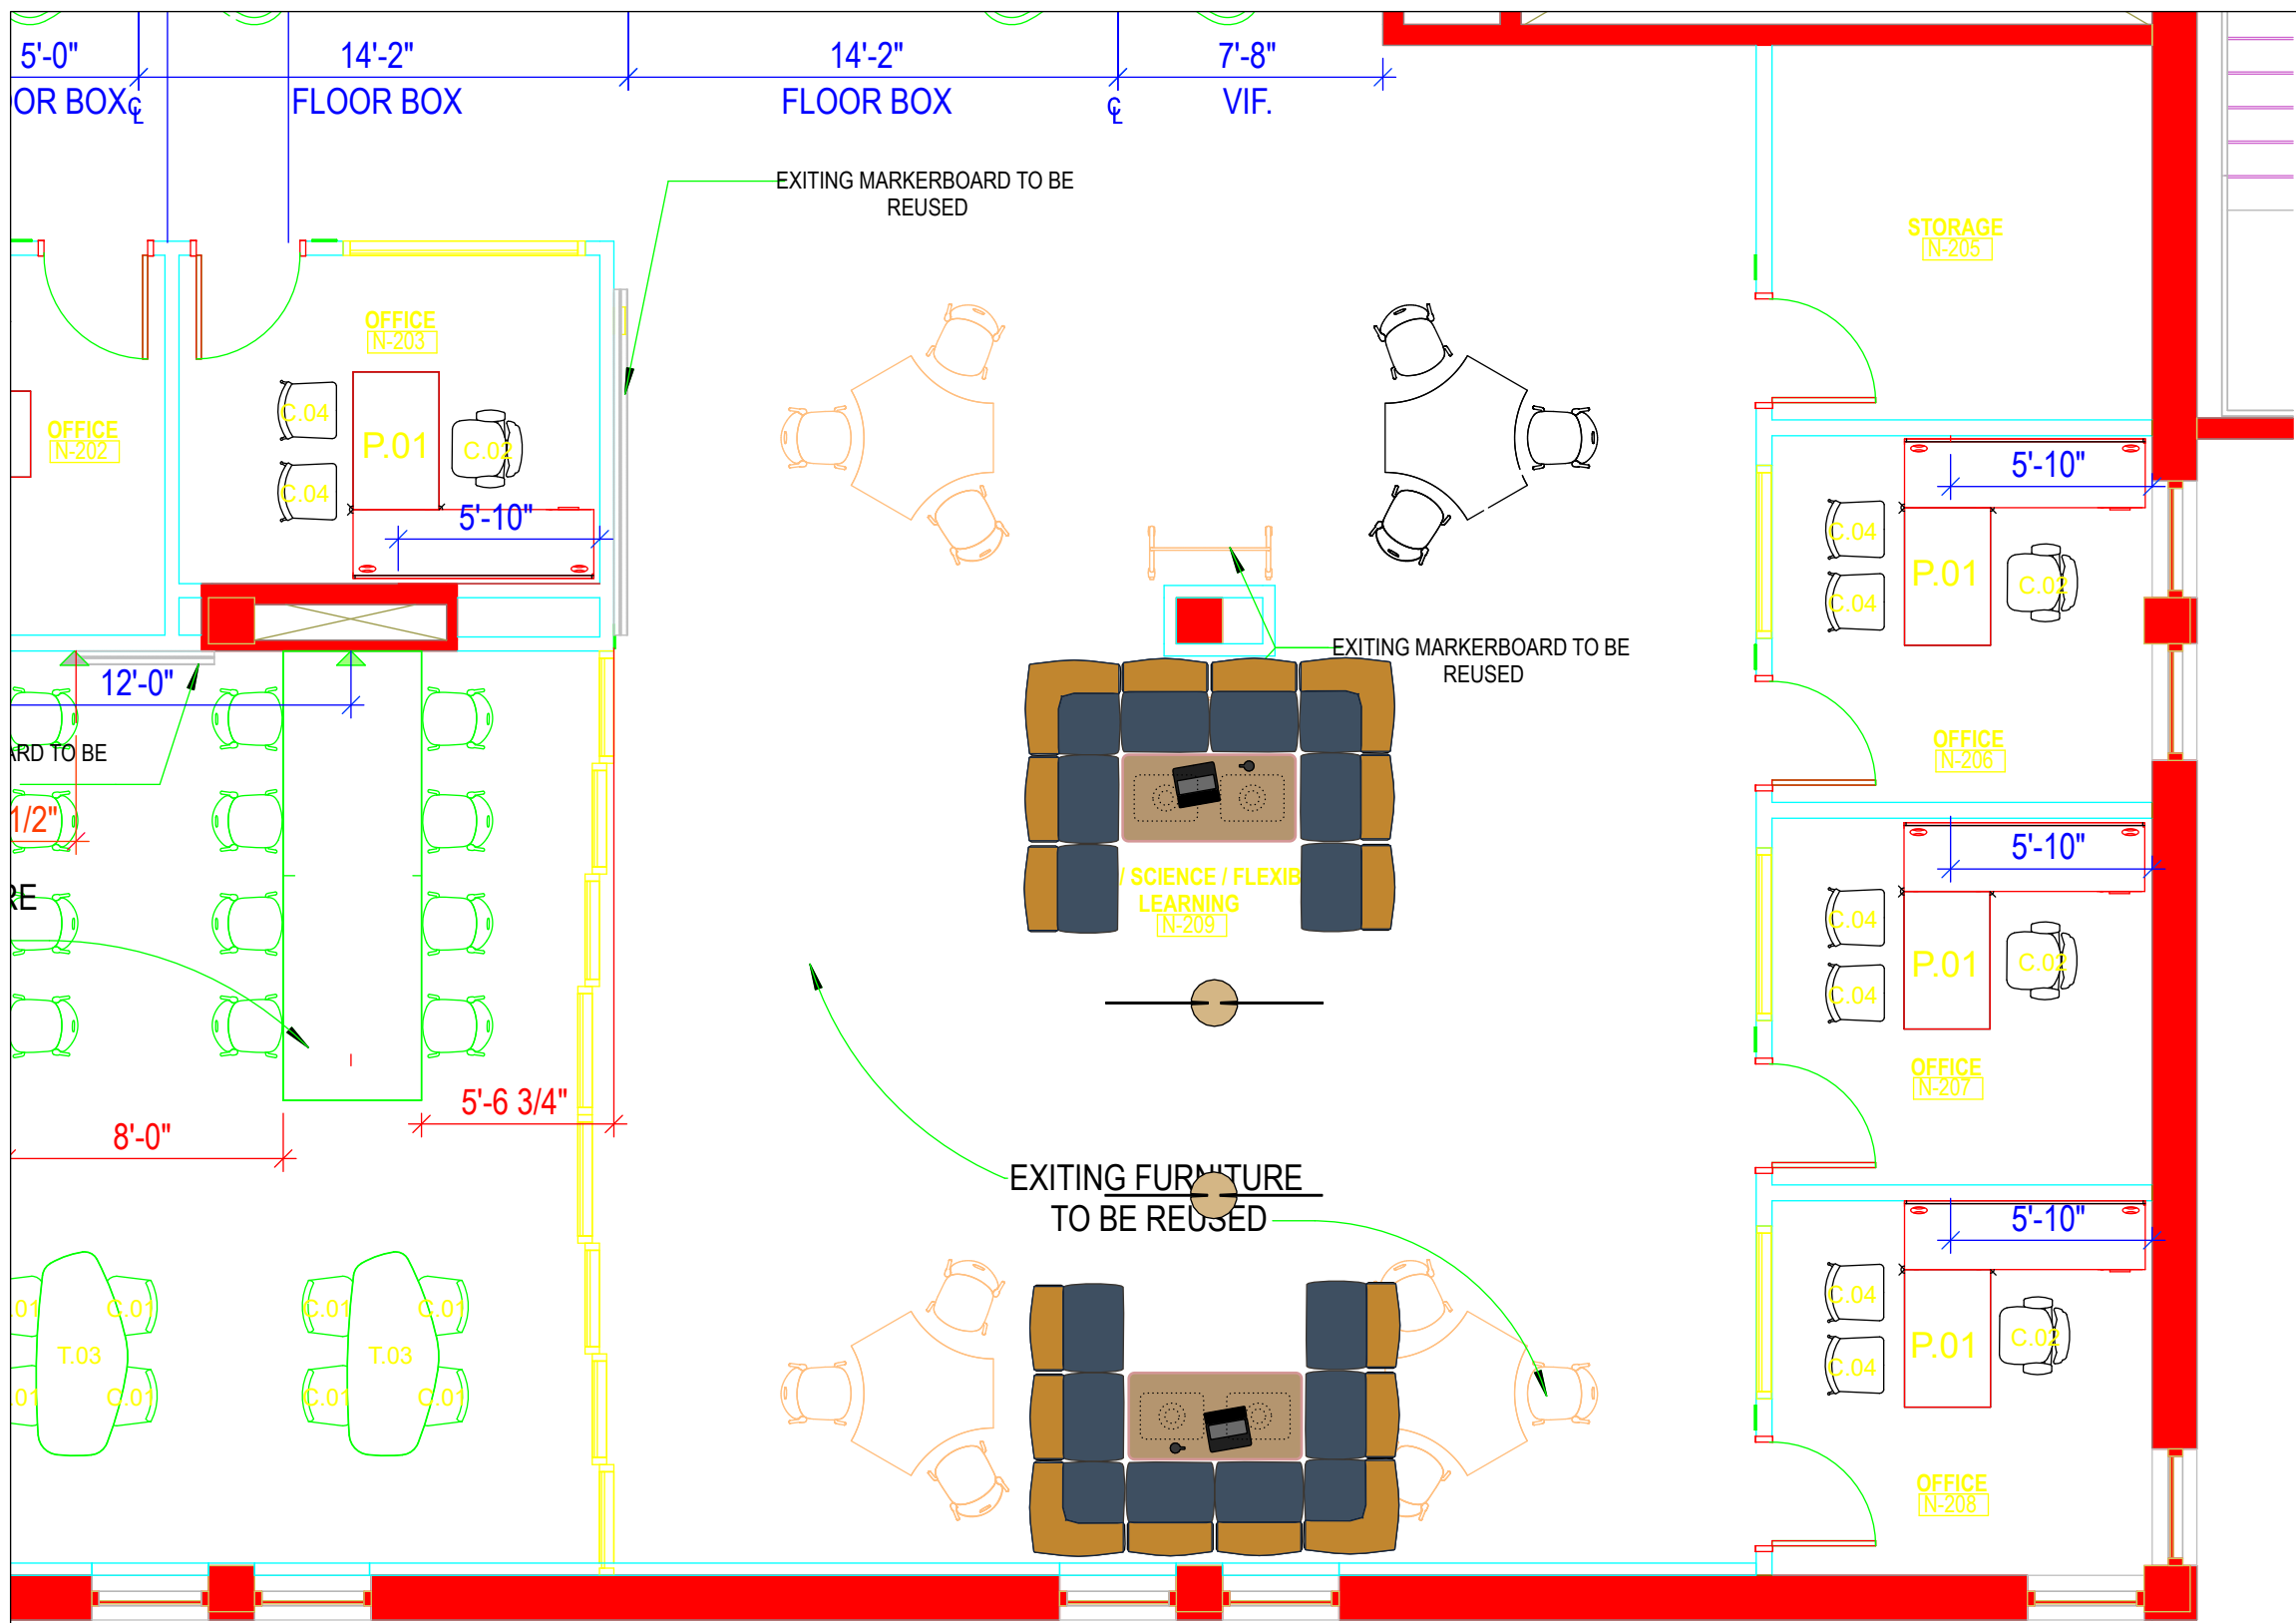 5'-0"
14'-2"
14'-2"
7'-8"
OR BOX
FLOOR BOX
FLOOR BOX
VIF.
EXITING MARKERBOARD TO BE
REUSED
STORAGE
N-205
OFFICE
N-203
OFFICE
N-202
C.04
P.01
C.02
C.04
5'-10"
5'-10"
C.04
P.01
C.02
C.04
EXITING MARKERBOARD TO BE
REUSED
12'-0"
ARD TO BE
OFFICE
N-206
1/2"
5'-10"
RE
/ SCIENCE / FLEXIB
LEARNING
N-209
C.04
P.01
C.02
C.04
OFFICE
N-207
5'-6 3/4"
8'-0"
EXITING FURNITURE
TO BE REUSED
5'-10"
01
C.01
C.01
C.01
T.03
T.03
01
C.01
C.01
C.01
C.04
P.01
C.02
C.04
OFFICE
N-208